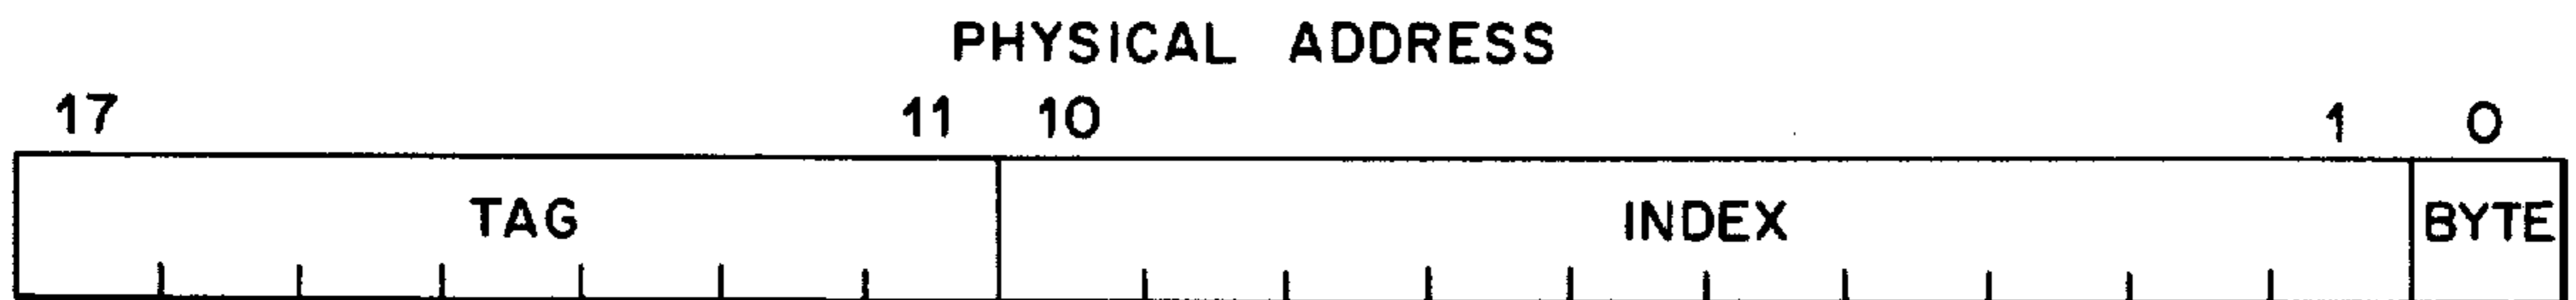 PHYSICAL ADDRESS
17 11 10 1 0
TAG INDEX BYTE